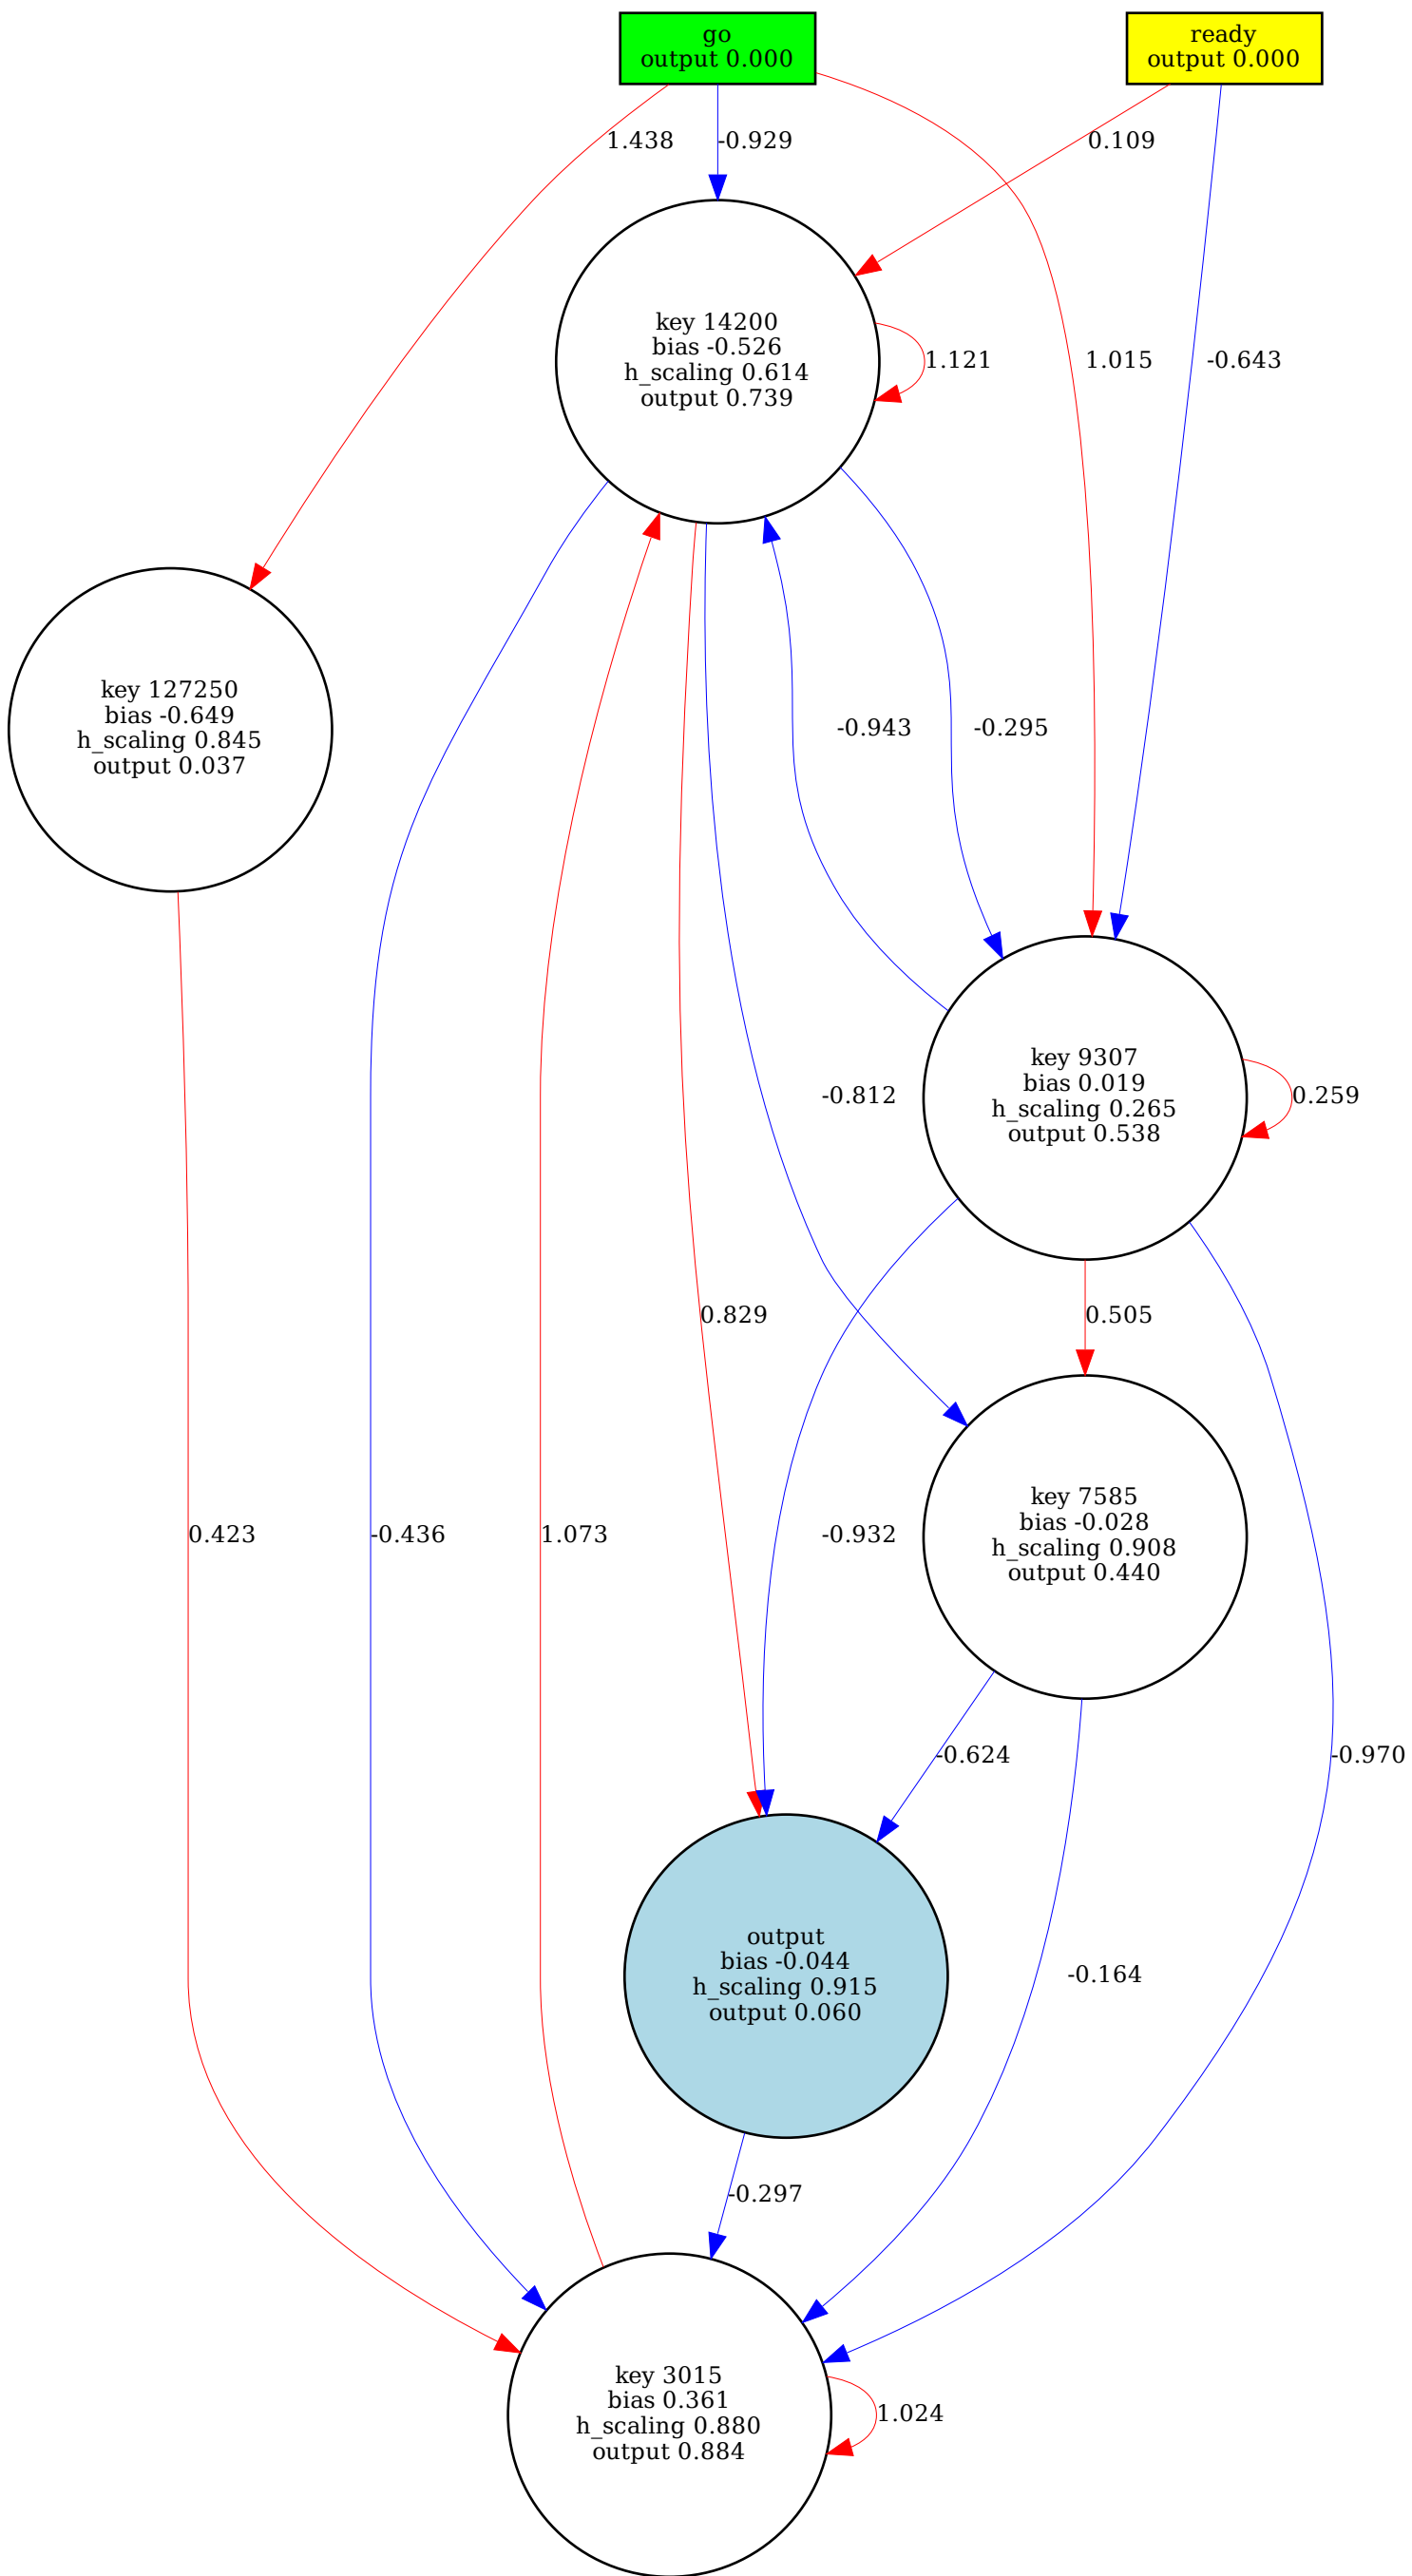 go
output 0.000
ready
output 0.000
1.438
-0.929
0.109
key 14200
bias -0.526
h_scaling 0.614
output 0.739
1.121
1.015
-0.643
key 127250
bias -0.649
h_scaling 0.845
output 0.037
-0.943
-0.295
key 9307
bias 0.019
h_scaling 0.265
output 0.538
-0.812
0.259
0.829
0.505
key 7585
bias -0.028
h_scaling 0.908
output 0.440
0.423
-0.436
1.073
-0.932
-0.624
-0.970
output
bias -0.044
h_scaling 0.915
output 0.060
-0.164
-0.297
key 3015
bias 0.361
h_scaling 0.880
output 0.884
1.024